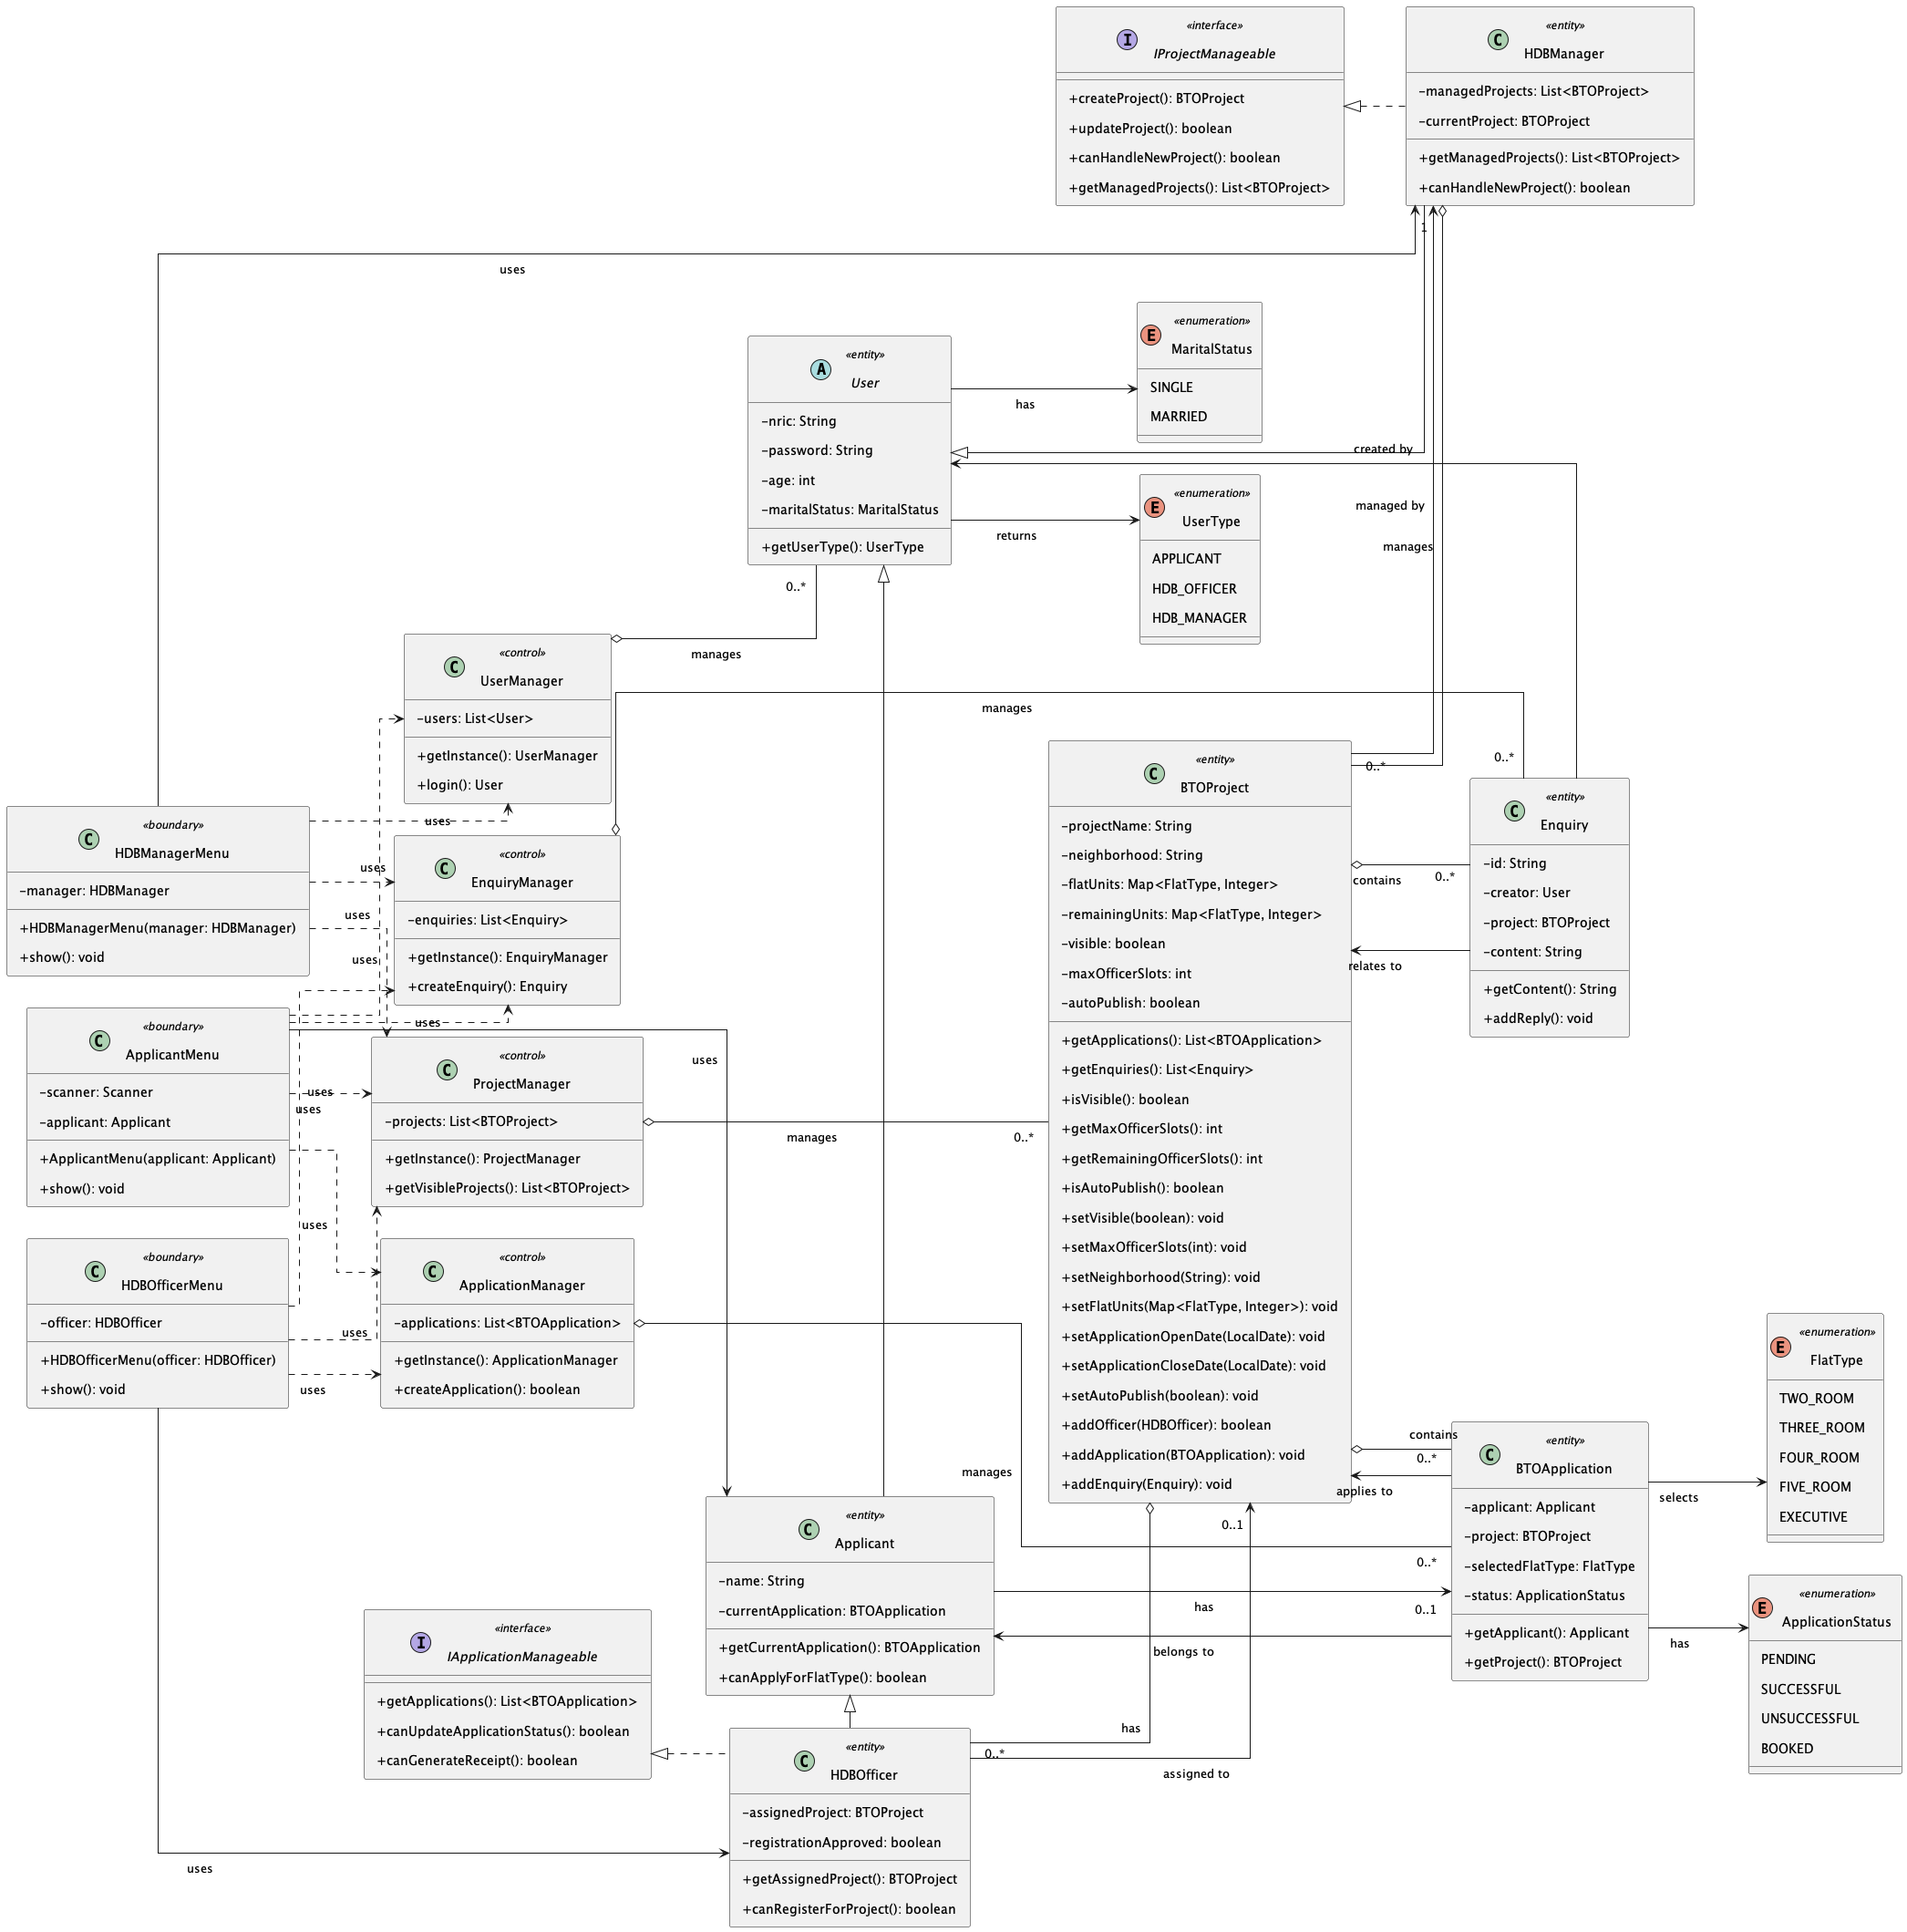 «interface»
I
IProjectManageable
+createProject(): BTOProject
+updateProject(): boolean
+canHandleNewProject(): boolean
+getManagedProjects(): List<BTOProject>
«entity»
C
HDBManager
-managedProjects: List<BTOProject>
-currentProject: BTOProject
+getManagedProjects(): List<BTOProject>
+canHandleNewProject(): boolean
1
uses
«enumeration»
E
MaritalStatus
SINGLE
MARRIED
«entity»
A
User
-nric: String
-password: String
-age: int
-maritalStatus: MaritalStatus
+getUserType(): UserType
has
created by
returns
managed by
manages
«enumeration»
E
UserType
APPLICANT
HDB_OFFICER
HDB_MANAGER
0..*
manages
«control»
C
UserManager
-users: List<User>
+getInstance(): UserManager
+login(): User
manages
0..*
0..*
«boundary»
C
HDBManagerMenu
-manager: HDBManager
+HDBManagerMenu(manager: HDBManager)
+show(): void
uses
uses
uses
uses
«control»
C
EnquiryManager
-enquiries: List<Enquiry>
+getInstance(): EnquiryManager
+createEnquiry(): Enquiry
«entity»
C
BTOProject
-projectName: String
-neighborhood: String
-flatUnits: Map<FlatType, Integer>
-remainingUnits: Map<FlatType, Integer>
-visible: boolean
-maxOfficerSlots: int
-autoPublish: boolean
+getApplications(): List<BTOApplication>
+getEnquiries(): List<Enquiry>
+isVisible(): boolean
+getMaxOfficerSlots(): int
+getRemainingOfficerSlots(): int
+isAutoPublish(): boolean
+setVisible(boolean): void
+setMaxOfficerSlots(int): void
+setNeighborhood(String): void
+setFlatUnits(Map<FlatType, Integer>): void
+setApplicationOpenDate(LocalDate): void
+setApplicationCloseDate(LocalDate): void
+setAutoPublish(boolean): void
+addOfficer(HDBOfficer): boolean
+addApplication(BTOApplication): void
+addEnquiry(Enquiry): void
«entity»
C
Enquiry
-id: String
-creator: User
-project: BTOProject
-content: String
+getContent(): String
+addReply(): void
contains
0..*
relates to
«boundary»
C
ApplicantMenu
-scanner: Scanner
-applicant: Applicant
+ApplicantMenu(applicant: Applicant)
+show(): void
uses
uses
uses
uses
uses
«control»
C
ProjectManager
-projects: List<BTOProject>
+getInstance(): ProjectManager
+getVisibleProjects(): List<BTOProject>
manages
0..*
«boundary»
C
HDBOfficerMenu
-officer: HDBOfficer
+HDBOfficerMenu(officer: HDBOfficer)
+show(): void
uses
uses
«control»
C
ApplicationManager
-applications: List<BTOApplication>
+getInstance(): ApplicationManager
+createApplication(): boolean
manages
0..*
«enumeration»
E
FlatType
TWO_ROOM
THREE_ROOM
FOUR_ROOM
FIVE_ROOM
EXECUTIVE
contains
0..*
applies to
«entity»
C
BTOApplication
-applicant: Applicant
-project: BTOProject
-selectedFlatType: FlatType
-status: ApplicationStatus
+getApplicant(): Applicant
+getProject(): BTOProject
selects
has
«enumeration»
E
ApplicationStatus
PENDING
SUCCESSFUL
UNSUCCESSFUL
BOOKED
«entity»
C
Applicant
-name: String
-currentApplication: BTOApplication
+getCurrentApplication(): BTOApplication
+canApplyForFlatType(): boolean
0..1
has
0..1
belongs to
«interface»
I
IApplicationManageable
+getApplications(): List<BTOApplication>
+canUpdateApplicationStatus(): boolean
+canGenerateReceipt(): boolean
«entity»
C
HDBOfficer
-assignedProject: BTOProject
-registrationApproved: boolean
+getAssignedProject(): BTOProject
+canRegisterForProject(): boolean
has
0..*
assigned to
uses